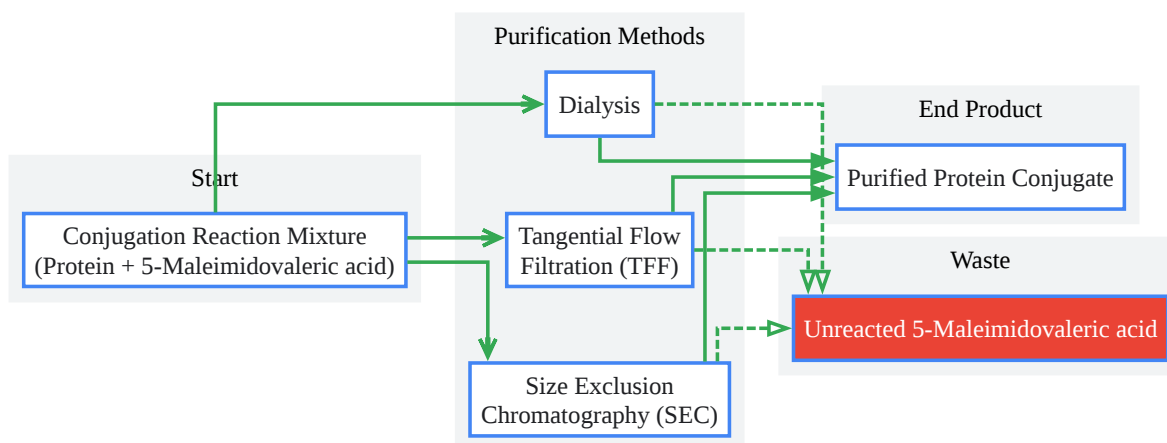 Purification Methods
Dialysis
End Product
Purified Protein Conjugate
Start
Conjugation Reaction Mixture
(Protein + 5-Maleimidovaleric acid)
Tangential Flow
Filtration (TFF)
Waste
Unreacted 5-Maleimidovaleric acid
Size Exclusion
Chromatography (SEC)